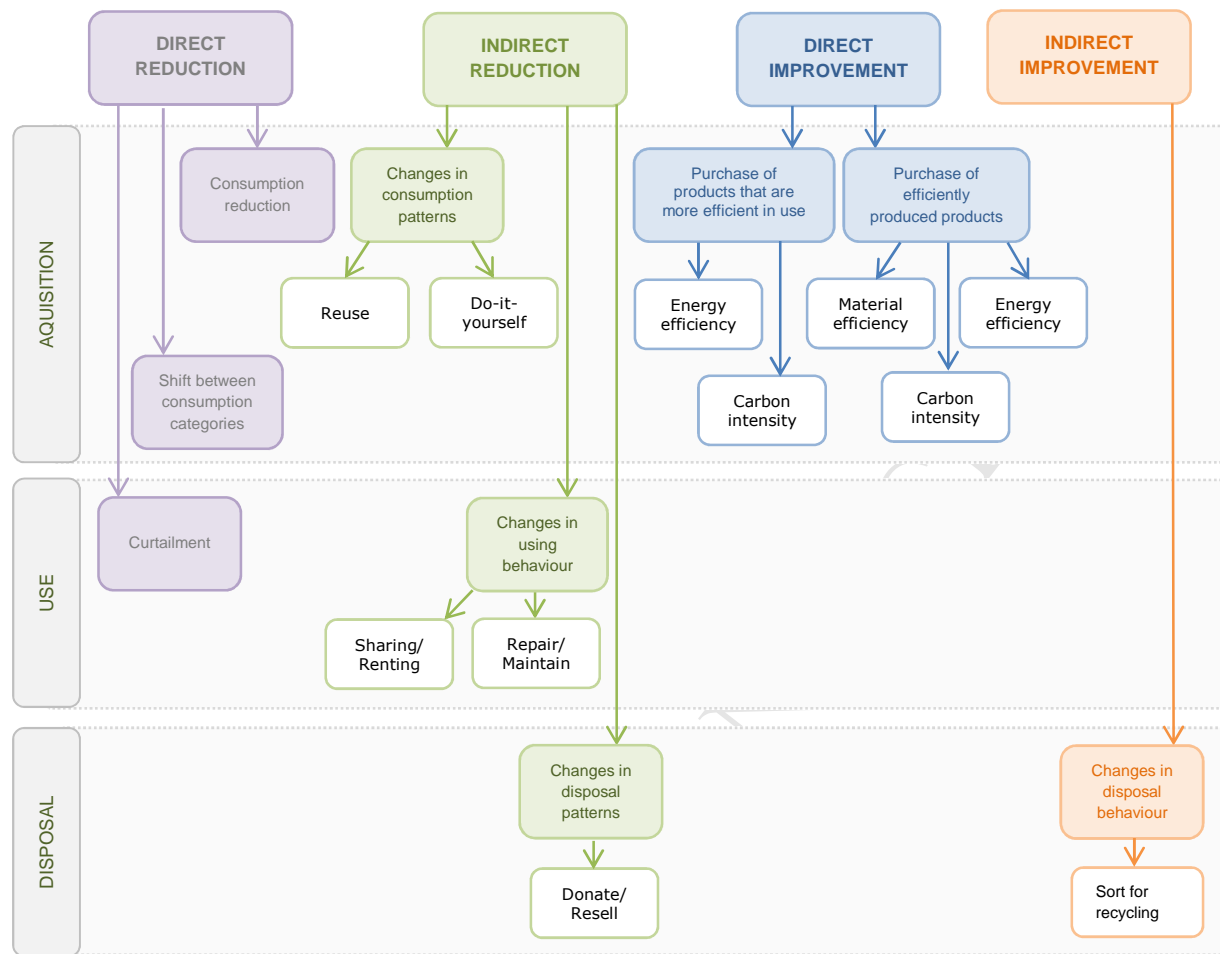 DIRECT
REDUCTION
INDIRECT
REDUCTION
DIRECT
IMPROVEMENT
INDIRECT
IMPROVEMENT
AQUISITION
Consumption
reduction
Changes in
consumption
patterns
Purchase of
products that are
more efficient in use
Purchase of
efficiently
produced products
Reuse
Do-it-
yourself
Energy
efficiency
Material
efficiency
Energy
efficiency
Shift between
consumption
categories
Carbon
intensity
Carbon
intensity
USE
Curtailment
Changes in
using
behaviour
Sharing/
Renting
Repair/
Maintain
DISPOSAL
Changes in
disposal
patterns
Changes in
disposal
behaviour
Donate/
Resell
Sort for
recycling